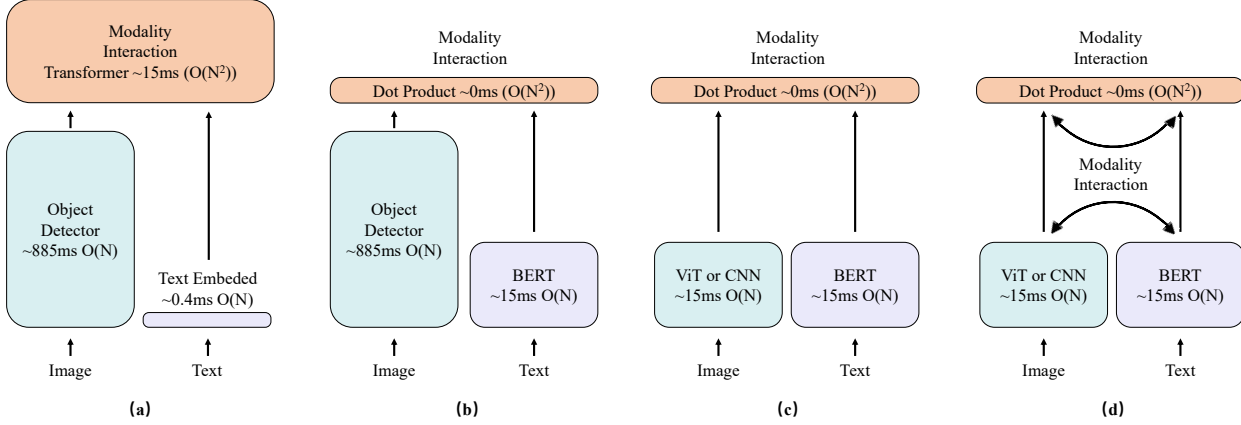 Modality
Interaction
Transformer ~15ms (O(N²))
Object
Detector
~885ms O(N)
Text Embeded
~0.4ms O(N)
Image
Text
(a)
Modality
Interaction
Dot Product ~0ms (O(N²))
Object
Detector
~885ms O(N)
BERT
~15ms O(N)
Image
Text
(b)
Modality
Interaction
Dot Product ~0ms (O(N²))
ViT or CNN
~15ms O(N)
BERT
~15ms O(N)
Image
Text
(c)
Modality
Interaction
Dot Product ~0ms (O(N²))
Modality
Interaction
ViT or CNN
~15ms O(N)
BERT
~15ms O(N)
Image
Text
(d)